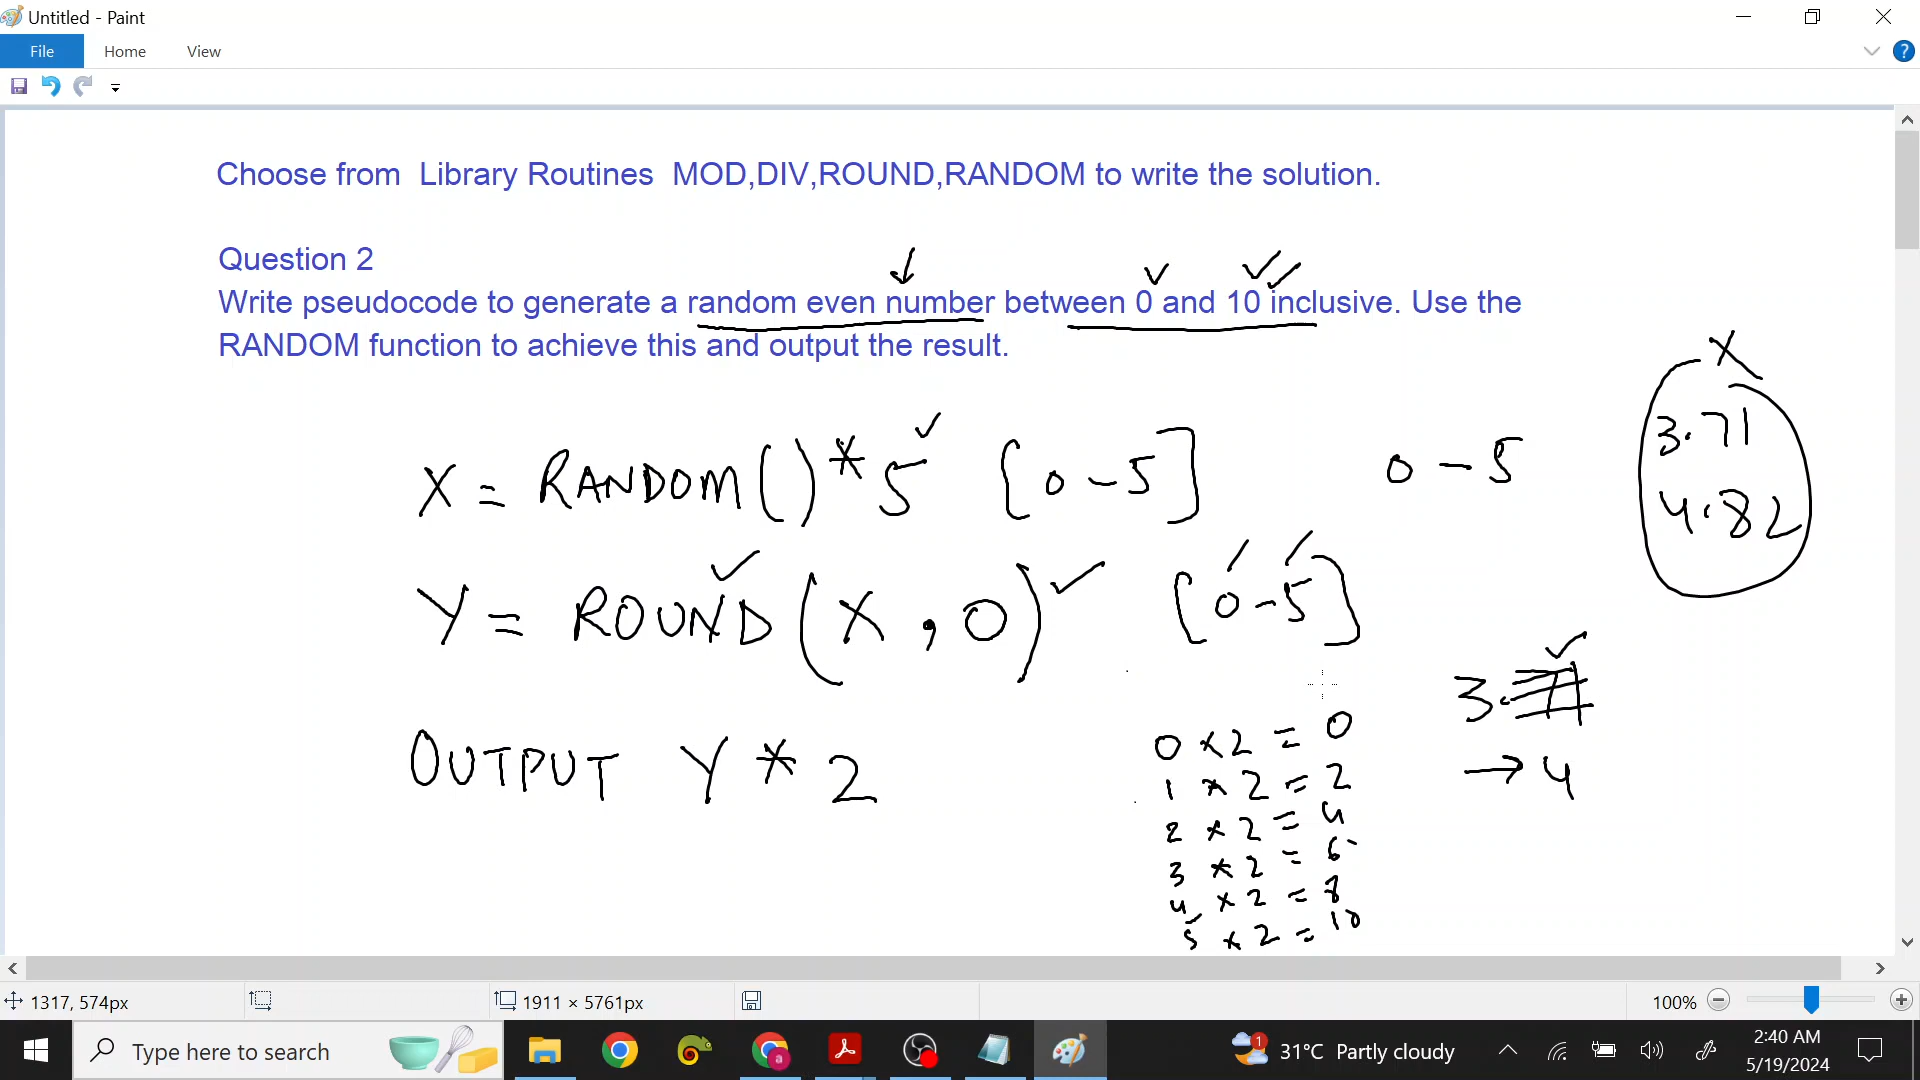 Untitled - Paint
File Home View
Choose from Library Routines MOD,DIV,ROUND,RANDOM to write the solution.
Question 2
Write pseudocode to generate a random even number between 0 and 10 inclusive. Use the
RANDOM function to achieve this and output the result.
X
3.71
4.82
X = RANDOM() * 5 [0-5] 0-5
Y = ROUND(X, 0) [0-5]
3.71
→ 4
OUTPUT Y * 2
0 × 2 = 0
1 × 2 = 2
2 × 2 = 4
3 × 2 = 6
4 × 2 = 8
5 × 2 = 10
1317, 574px 1911 × 5761px 100%
Type here to search
1 31°C Partly cloudy
2:40 AM
5/19/2024